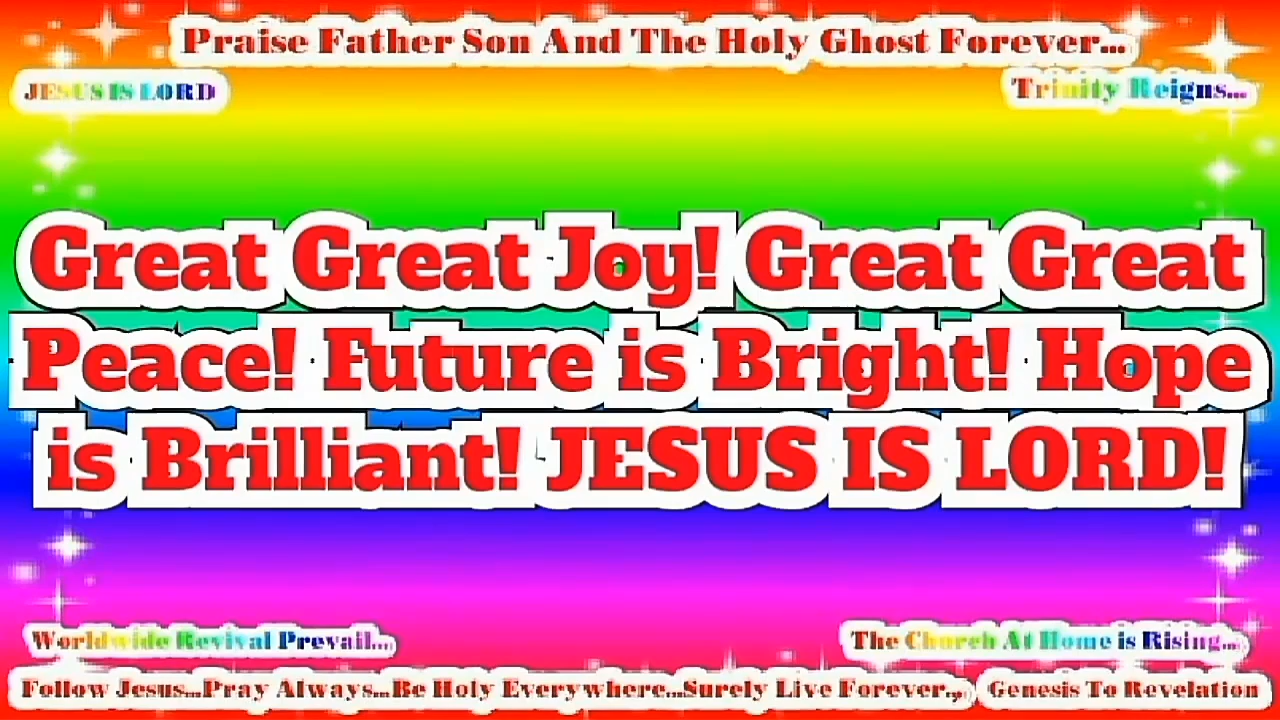 Praise Father Son And The Holy Ghost Forever...
JESUS IS LORD
Trinity Reigns...
Great Great Joy! Great Great
Peace! Future is Bright! Hope
is Brilliant! JESUS IS LORD!
Worldwide Revival Prevail...
The Church At Home is Rising...
Follow Jesus...Pray Always...Be Holy Everywhere...Surely Live Forever...
Genesis To Revelation